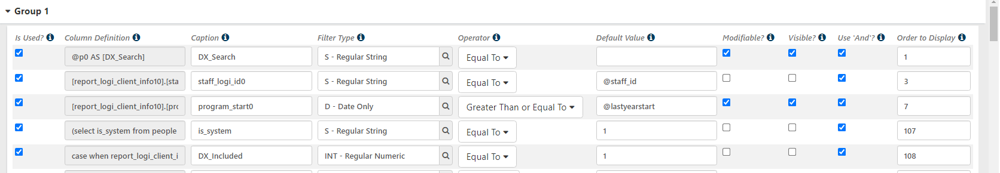 Group 1
Is Used? Column Definition Caption Filter Type Operator Default Value Modifiable? Visible? Use 'And'? Order to Display
@p0 AS [DX_Search] DX_Search S - Regular String Equal To 1
[report_logi_client_info10].[sta staff_logi_id0 S - Regular String Equal To @staff_id 3
[report_logi_client_info10].[prc program_start0 D - Date Only Greater Than or Equal To @lastyearstart 7
(select is_system from people is_system S - Regular String Equal To 1 107
case when report_logi_client_i DX_Included INT - Regular Numeric Equal To 1 108